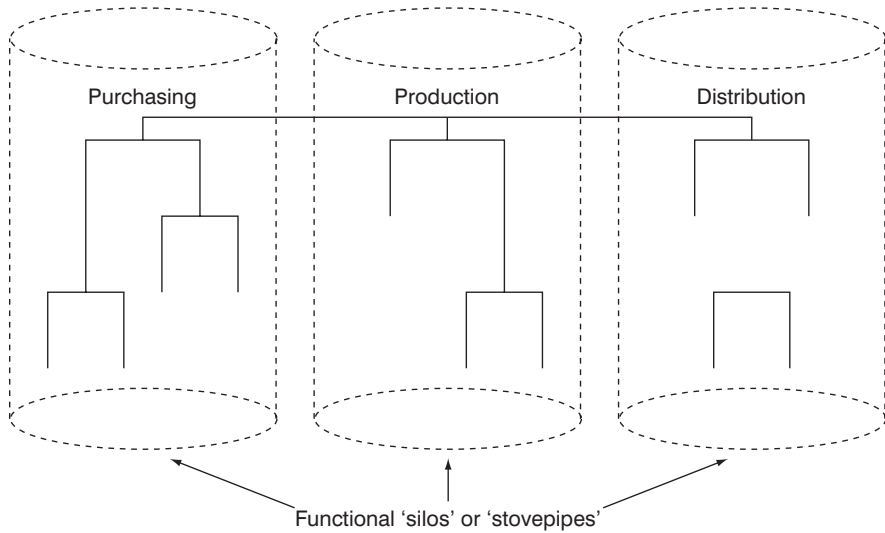 Purchasing
Production
Distribution
Functional ‘silos’ or ‘stovepipes’